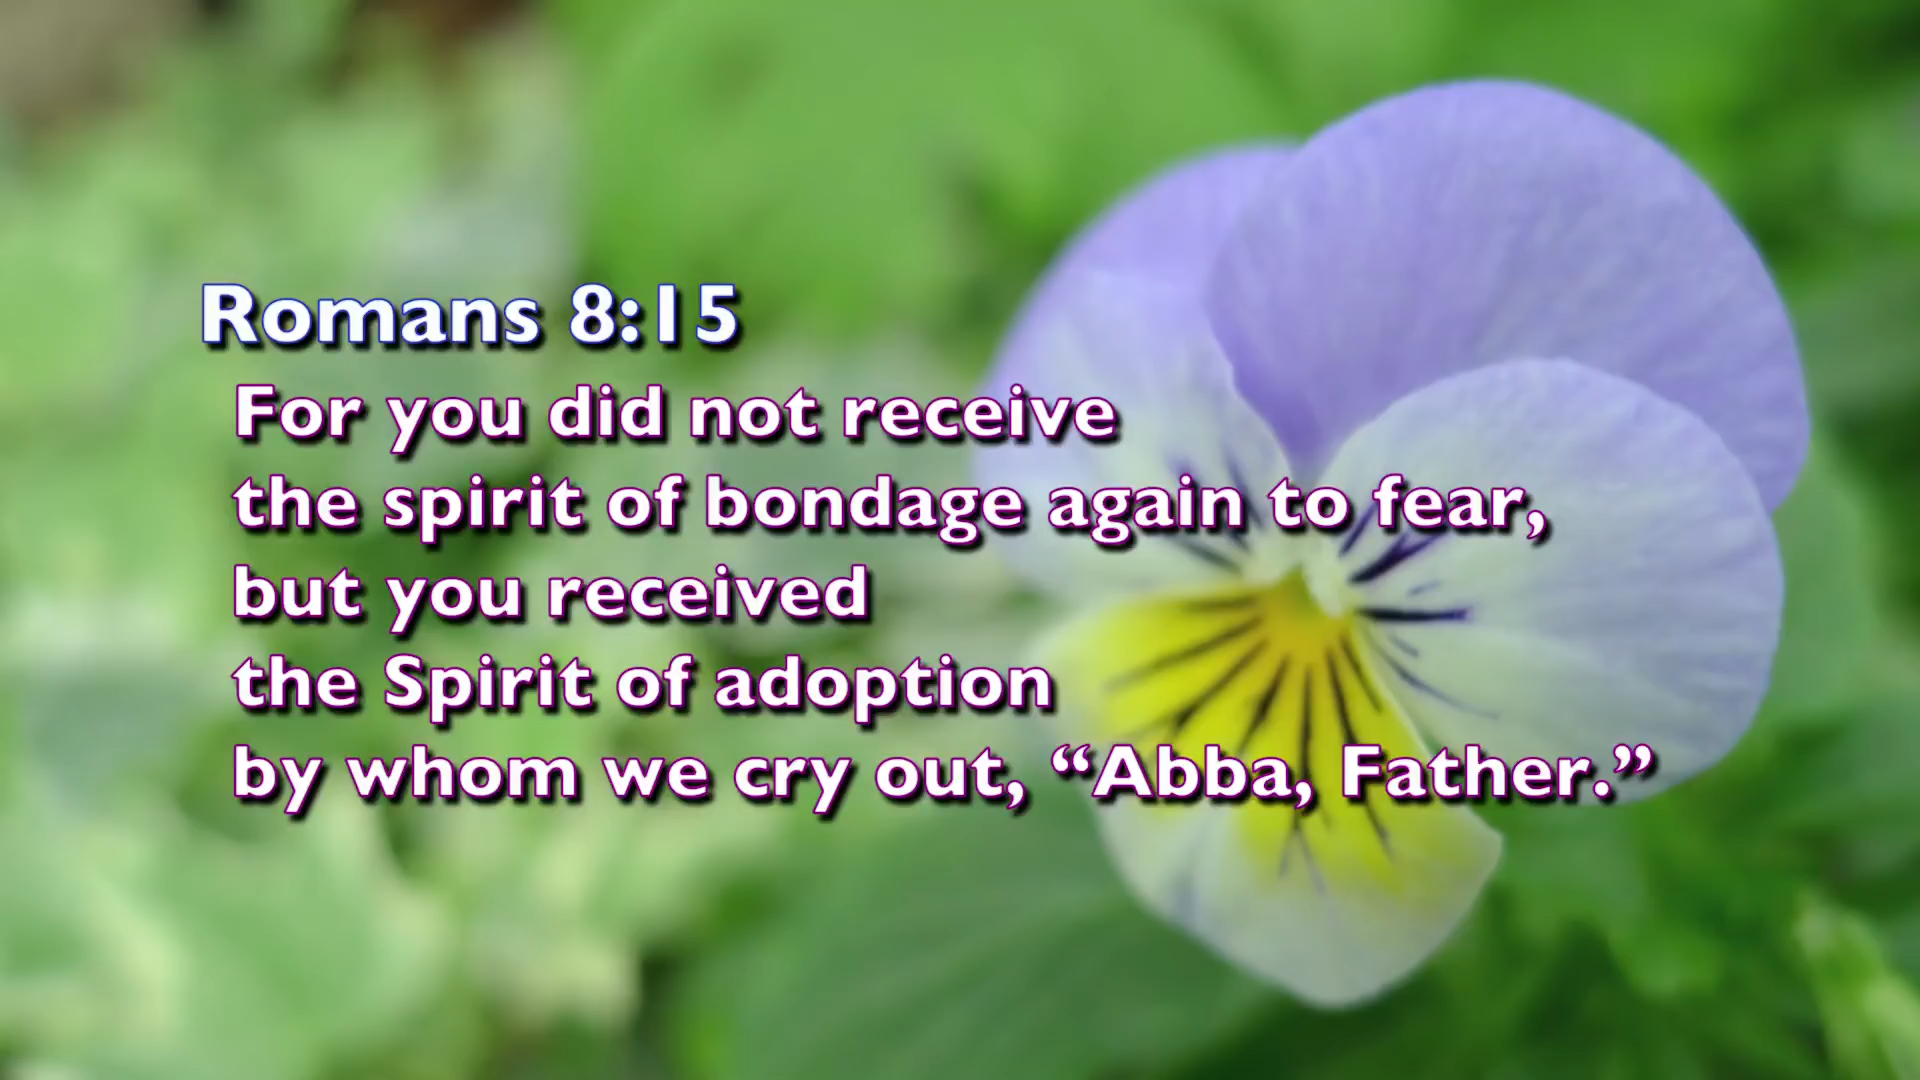 Romans 8:15
For you did not receive
the spirit of bondage again to fear,
but you received
the Spirit of adoption
by whom we cry out, “Abba, Father.”